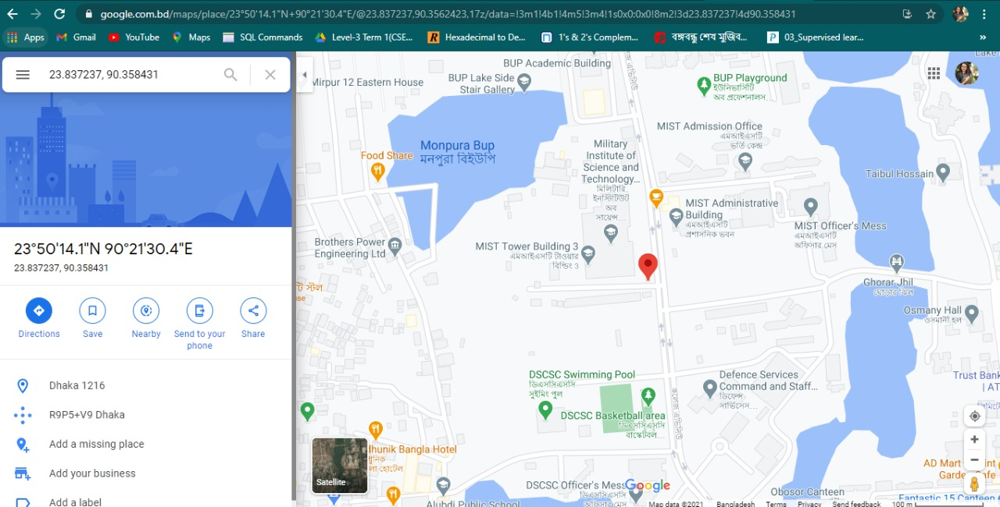 google.com.bd/maps/place/23°50'14.1"N+90°21'30.4"E/@23.837237,90.3562423,17z/data=!3m1!4b1!4m5!3m4!1s0x0:0x0!8m2!3d23.837237!4d90.358431
Apps
Gmail
YouTube
Maps
SQL Commands
Level-3 Term 1(CSE...
Hexadecimal to De...
1's & 2's Complem...
বঙ্গবন্ধু শেখ মুজিব...
03_Supervised lear...
»
23.837237, 90.358431
23°50'14.1"N 90°21'30.4"E
23.837237, 90.358431
Directions
Save
Nearby
Send to your
phone
Share
Dhaka 1216
R9P5+V9 Dhaka
Add a missing place
Add your business
Add a label
BUP Academic Building
Mirpur 12 Eastern House
BUP Lake Side
Stair Gallery
BUP Playground
ইউনিভার্সিটি
অব প্রফেশনালস...
Lake
MIST Admission Office
এমআইএসটি
ভর্তি কেন্দ্র
Monpura Bup
মনপুরা বিইউপি
Food Share
Military
Institute of
Science and
Technology...
মিলিটারি
ইনস্টিটিউট
অব
সায়েন্স...
Taibul Hossain
MIST Administrative
Building
এমআইএসটি
প্রশাসনিক ভবন
MIST Officer's Mess
এমআইএসটি
অফিসার মেস
Brothers Power
Engineering Ltd
MIST Tower Building 3
এমআইএসটি টাওয়ার
বিল্ডিং ৩
Ghorar Jhil
ঘোড়ার ঝিল
Osmany Hall
ওসমানী হল
DSCSC Swimming Pool
ডিএসসিএসসি
সুইমিং পুল
Defence Services
Command and Staff...
ডিফেন্স
সার্ভিসেস...
DSCSC Basketball area
ডিএসসিএসসি
বাস্কেটবল...
Trust Bank
| AT
dhunik Bangla Hotel
লা হোটেল
Satellite
Alubdi Public School
DSCSC Officer's Mess
ডিএসসিএসসি
অফিসার মেস
Google
Obosor Canteen
AD Mart
Fantastic 15 Canteen
Map data ©2021
Bangladesh
Terms
Privacy
Send feedback
100 m